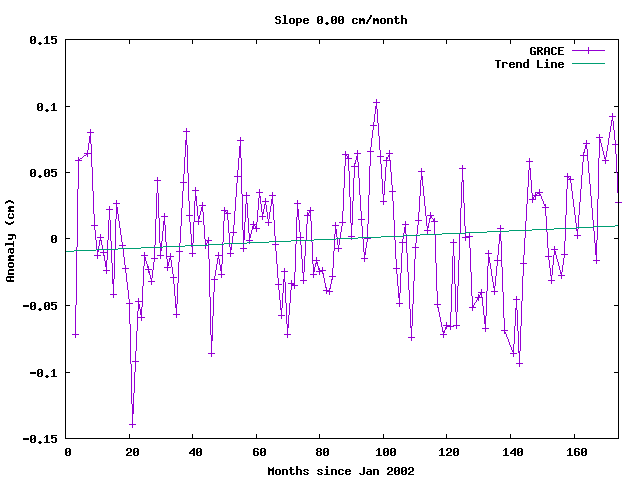 Slope 0.00 cm/month
0.15
0.1
0.05
0
-0.05
-0.1
-0.15
Anomaly (cm)
GRACE
Trend Line
0 20 40 60 80 100 120 140 160
Months since Jan 2002